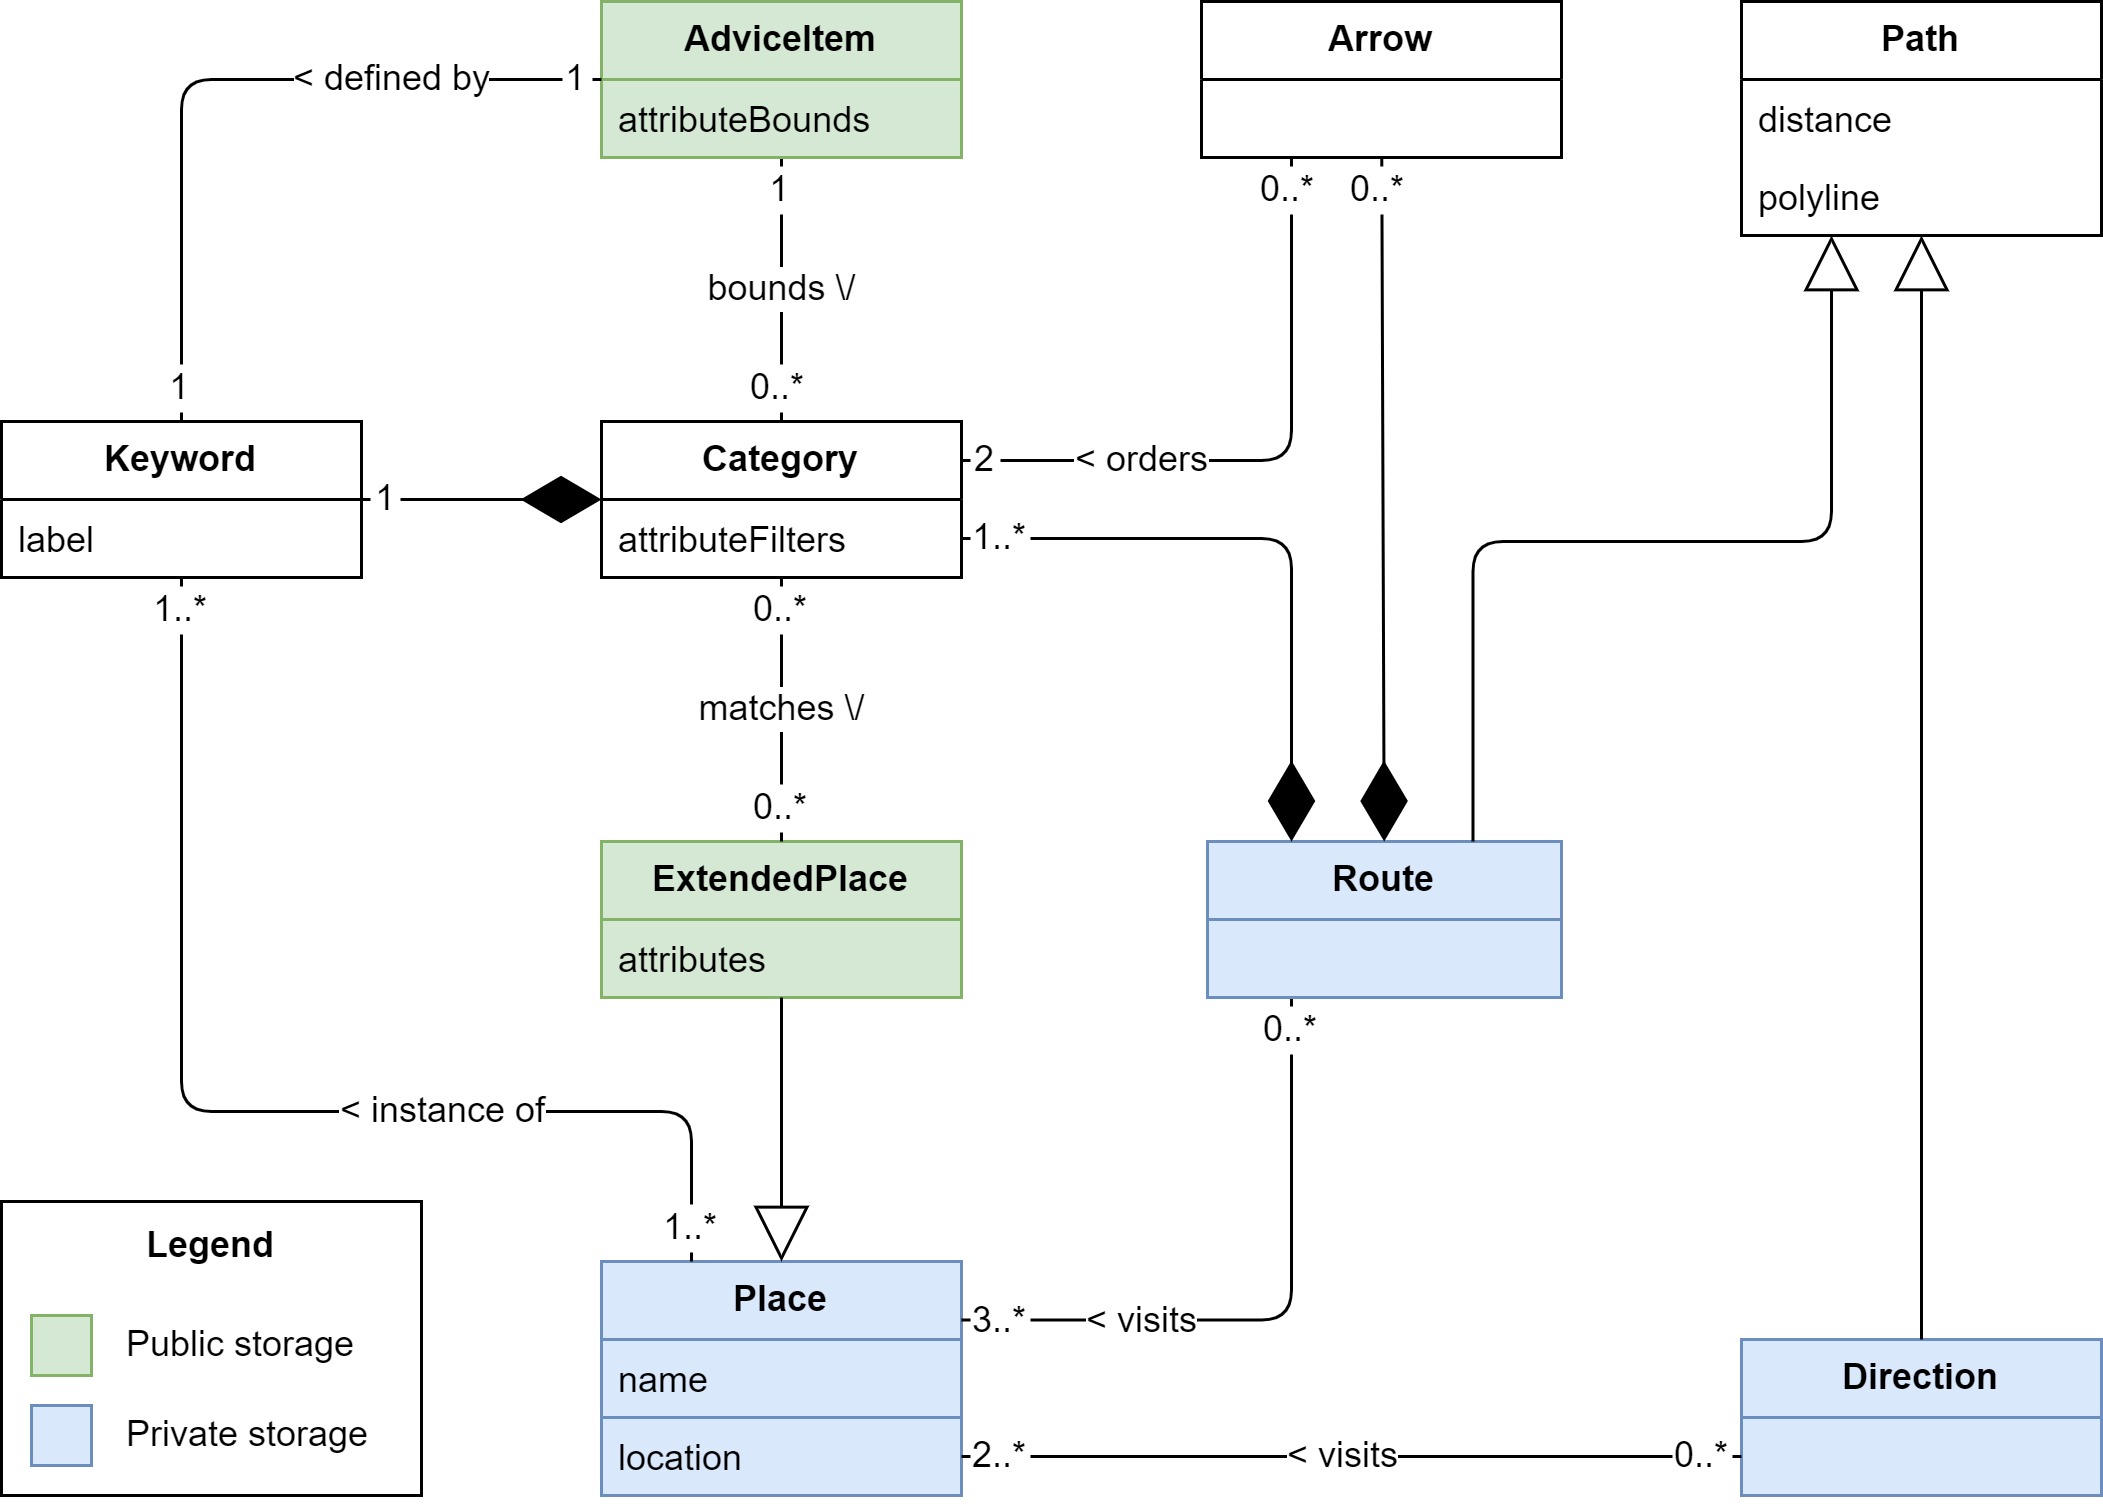 AdviceItem
Arrow
Path
< defined by
1
attributeBounds
distance
1
0..*
0..*
polyline
bounds \/
1
0..*
Keyword
Category
2
< orders
1
label
attributeFilters
1..*
1..*
0..*
matches \/
0..*
ExtendedPlace
Route
attributes
0..*
< instance of
1..*
Legend
Place
3..*
< visits
Public storage
name
Direction
Private storage
location
2..*
< visits
0..*